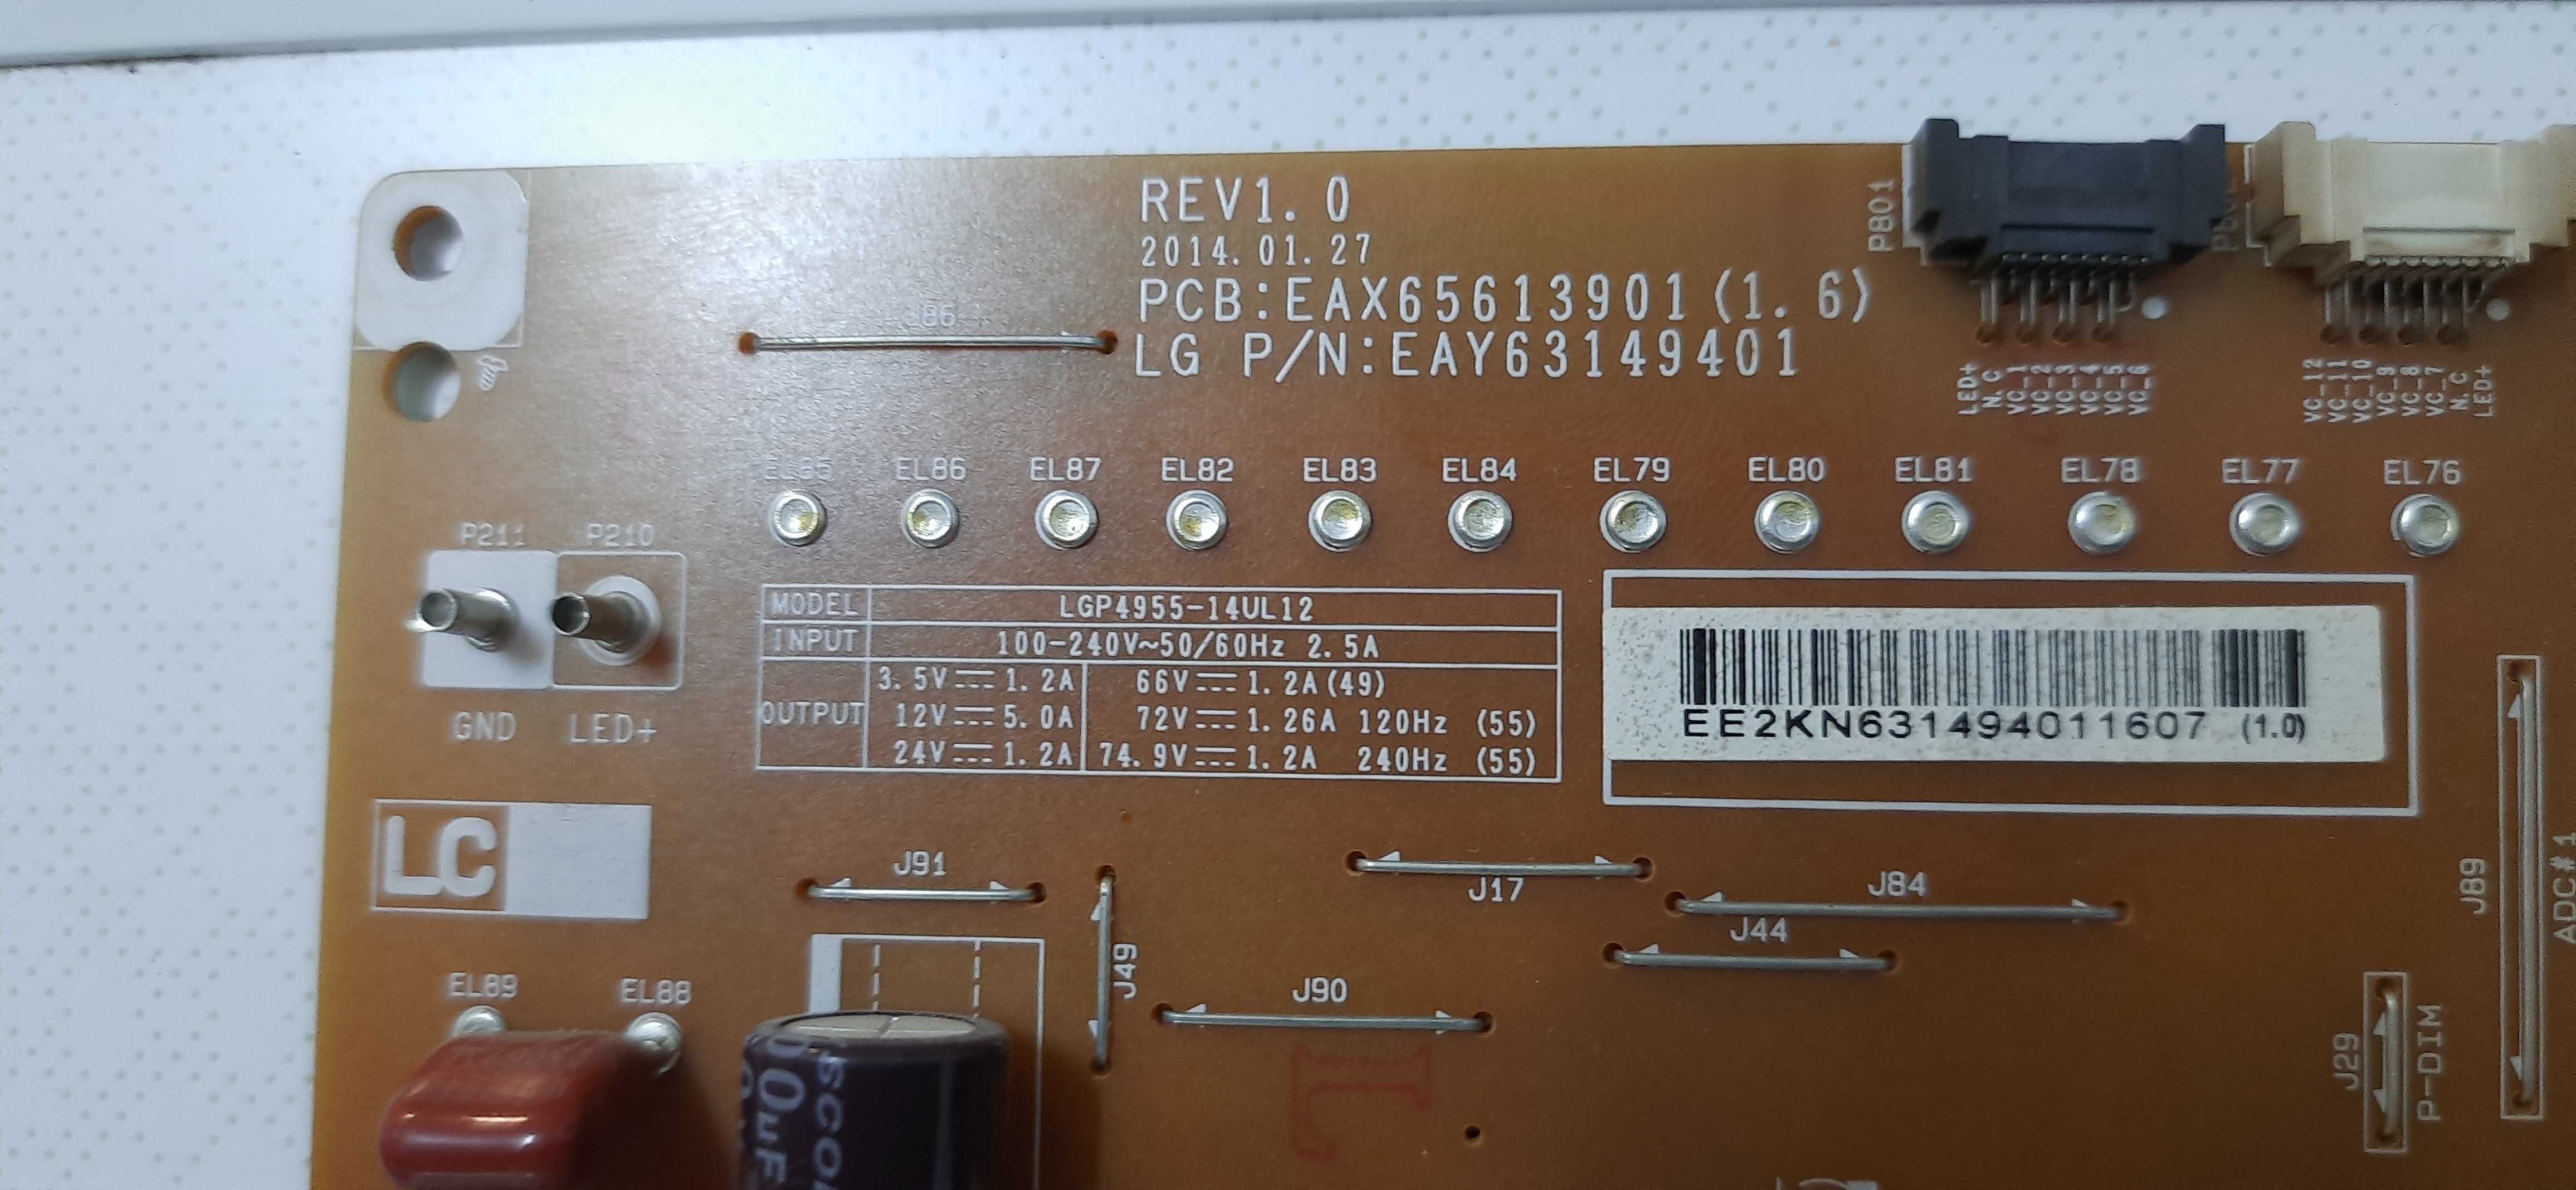 REV1.0
2014.01.27
PCB:EAX65613901(1.6)
LG P/N:EAY63149401
J86
P801
LED+
N.C
VC_1
VC_2
VC_3
VC_4
VC_5
VC_6
VC_12
VC_11
VC_10
VC_9
VC_8
VC_7
N.C
LED+
EL85 EL86 EL87 EL82 EL83 EL84 EL79 EL80 EL81 EL78 EL77 EL76
P211 P210
GND LED+
MODEL LGP4955-14UL12
INPUT 100-240V~50/60Hz 2.5A
OUTPUT
3.5V⎓1.2A 66V⎓1.2A(49)
12V⎓5.0A 72V⎓1.26A 120Hz (55)
24V⎓1.2A 74.9V⎓1.2A 240Hz (55)
EE2KN631494011607 (1.0)
LC
J91
J17
J84
J44
J49
J90
J89
ADC#1
J29
P-DIM
EL89 EL88
L